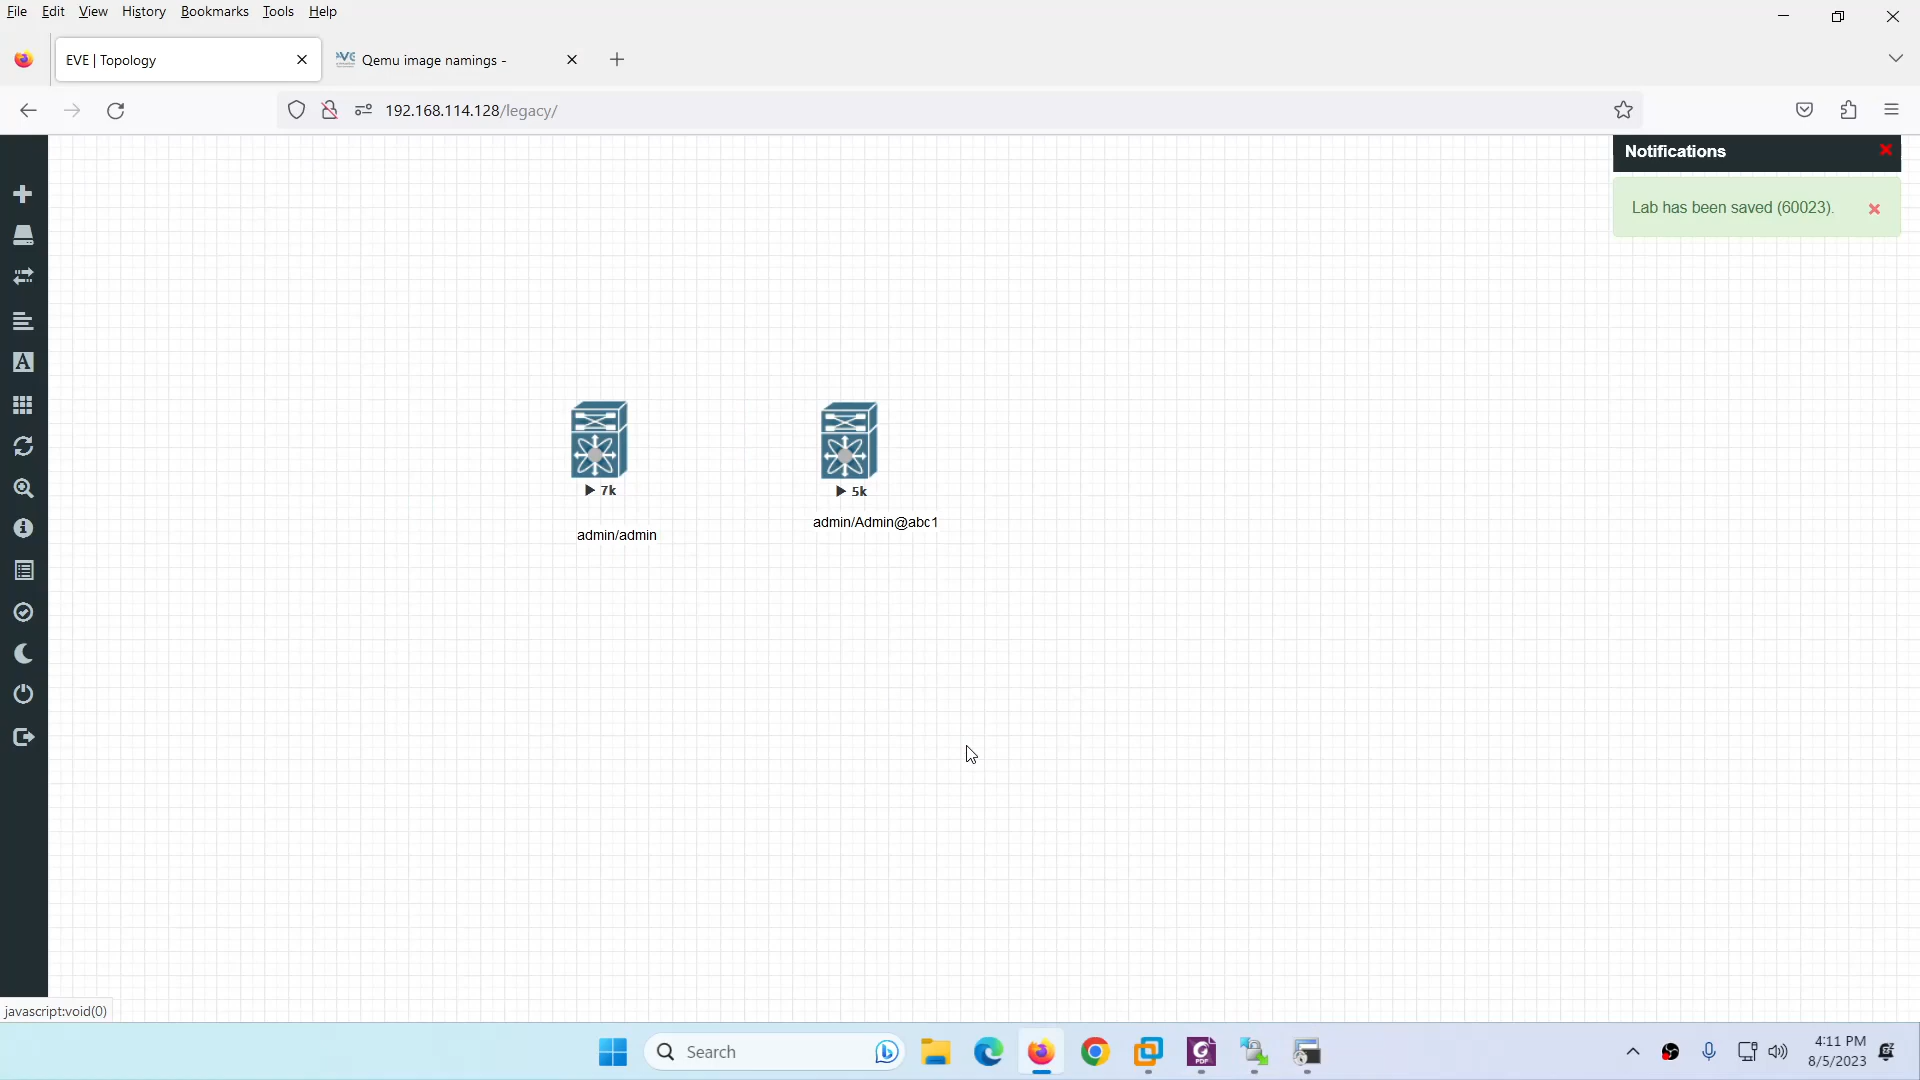 File Edit View History Bookmarks Tools Help
EVE | Topology
Qemu image namings -
192.168.114.128/legacy/
Notifications
Lab has been saved (60023).
7k
5k
admin/Admin@abc1
admin/admin
javascript:void(0)
Search
4:11 PM
8/5/2023